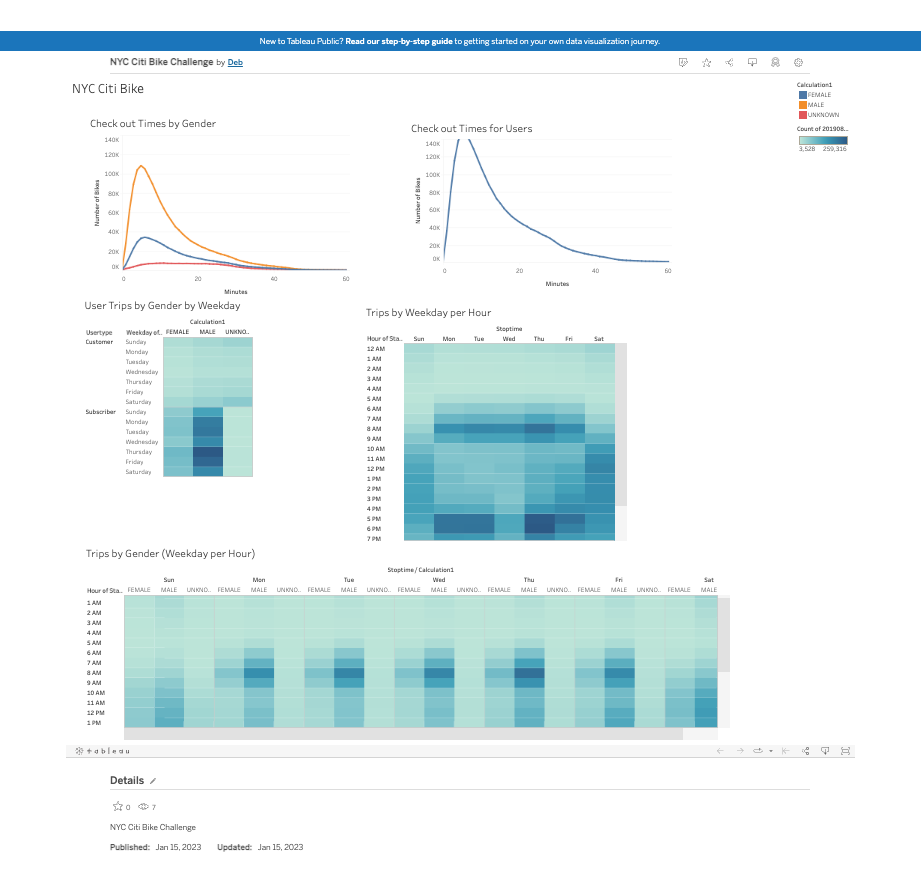 New to Tableau Public? Read our step-by-step guide to getting started on your own data visualization journey.
NYC Citi Bike Challenge by Deb
NYC Citi Bike
Calculation1
FEMALE
MALE
UNKNOWN
Count of 201908...
3,528 259,316
Check out Times by Gender
140K
120K
100K
80K
60K
40K
20K
0K
Number of Bikes
0 20 40 60
Minutes
Check out Times for Users
140K
120K
100K
80K
60K
40K
20K
0K
Number of Bikes
0 20 40 60
Minutes
User Trips by Gender by Weekday
Calculation1
Usertype Weekday of.. FEMALE MALE UNKNO..
Customer Sunday
Monday
Tuesday
Wednesday
Thursday
Friday
Saturday
Subscriber Sunday
Monday
Tuesday
Wednesday
Thursday
Friday
Saturday
Trips by Weekday per Hour
Stoptime
Hour of Sta.. Sun Mon Tue Wed Thu Fri Sat
12 AM
1 AM
2 AM
3 AM
4 AM
5 AM
6 AM
7 AM
8 AM
9 AM
10 AM
11 AM
12 PM
1 PM
2 PM
3 PM
4 PM
5 PM
6 PM
7 PM
Trips by Gender (Weekday per Hour)
Stoptime / Calculation1
Sun Mon Tue Wed Thu Fri Sat
Hour of Sta.. FEMALE MALE UNKNO.. FEMALE MALE UNKNO.. FEMALE MALE UNKNO.. FEMALE MALE UNKNO.. FEMALE MALE UNKNO.. FEMALE MALE UNKNO.. FEMALE MALE
1 AM
2 AM
3 AM
4 AM
5 AM
6 AM
7 AM
8 AM
9 AM
10 AM
11 AM
12 PM
1 PM
+ableau
Details
0 7
NYC Citi Bike Challenge
Published: Jan 15, 2023 Updated: Jan 15, 2023